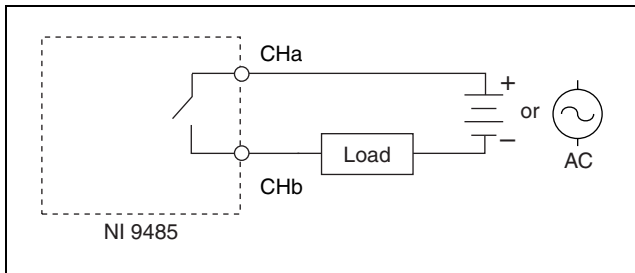 CHa
+
or
–
Load
AC
CHb
NI 9485